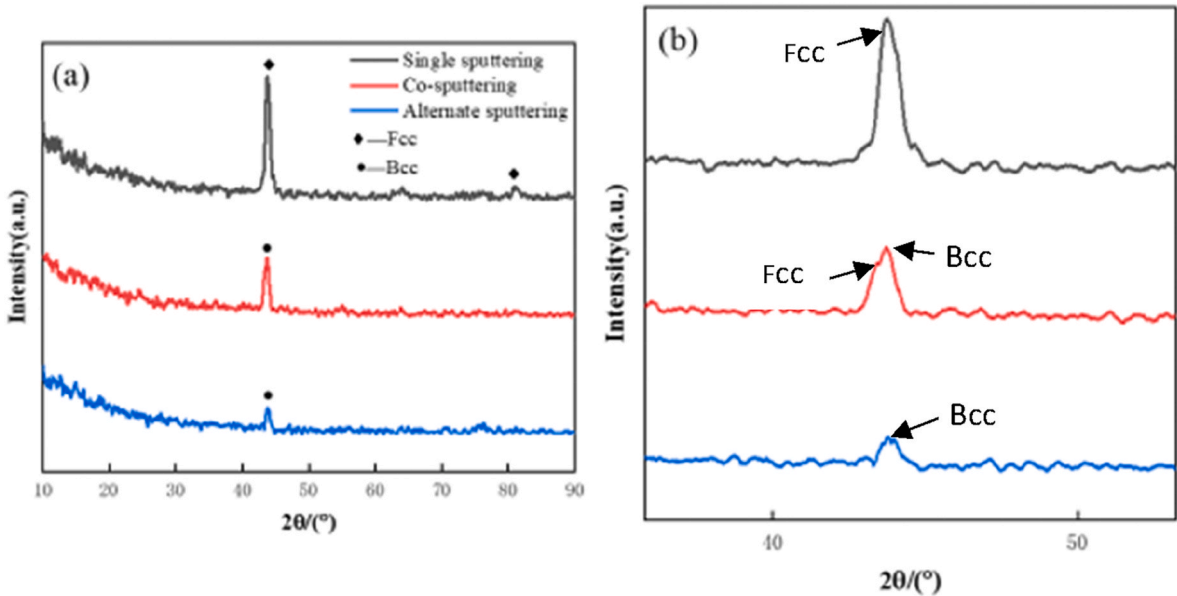 (a)
Single sputtering
Co-sputtering
Alternate sputtering
◆—Fcc
●—Bcc
Intensity(a.u.)
10 20 30 40 50 60 70 80 90
2θ/(°)
(b)
Fcc
Bcc
Fcc
Bcc
Intensity(a.u.)
40 50
2θ/(°)